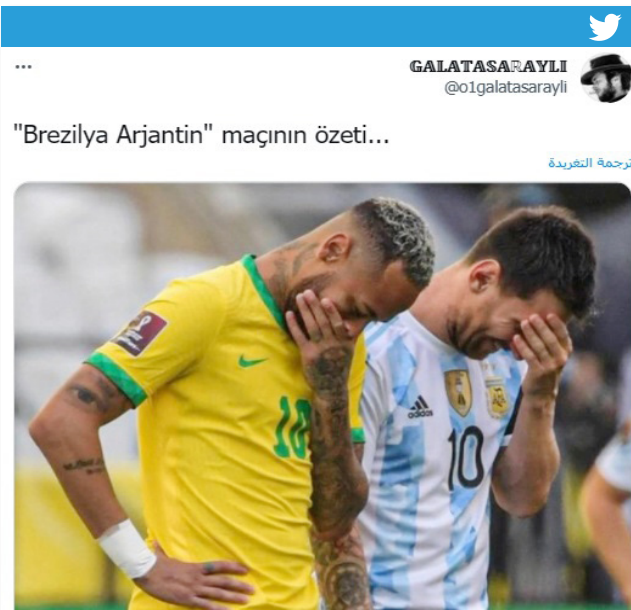 GALATASARAYLI
@o1galatasarayli
"Brezilya Arjantin" maçının özeti...
ترجمة التغريدة
10
adidas
10